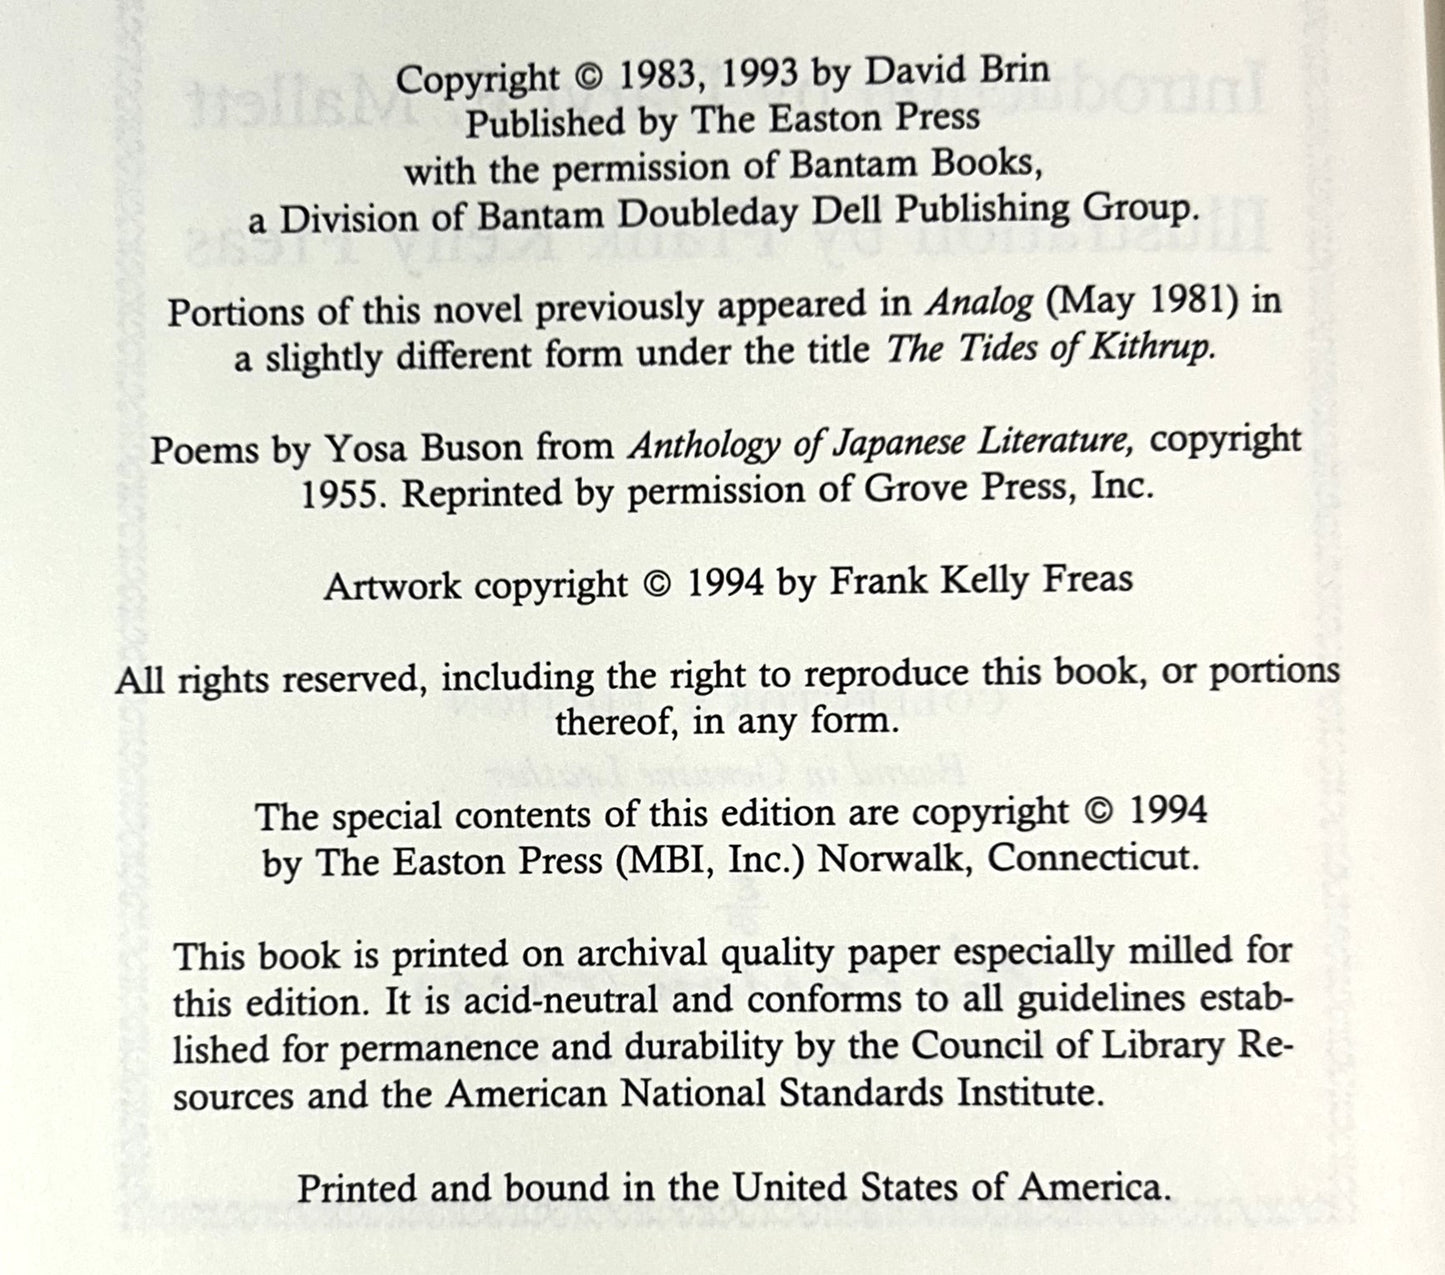 Copyright © 1983, 1993 by David Brin
Published by The Easton Press
with the permission of Bantam Books,
a Division of Bantam Doubleday Dell Publishing Group.
Portions of this novel previously appeared in Analog (May 1981) in
a slightly different form under the title The Tides of Kithrup.
Poems by Yosa Buson from Anthology of Japanese Literature, copyright
1955. Reprinted by permission of Grove Press, Inc.
Artwork copyright © 1994 by Frank Kelly Freas
All rights reserved, including the right to reproduce this book, or portions
thereof, in any form.
The special contents of this edition are copyright © 1994
by The Easton Press (MBI, Inc.) Norwalk, Connecticut.
This book is printed on archival quality paper especially milled for
this edition. It is acid-neutral and conforms to all guidelines estab-
lished for permanence and durability by the Council of Library Re-
sources and the American National Standards Institute.
Printed and bound in the United States of America.